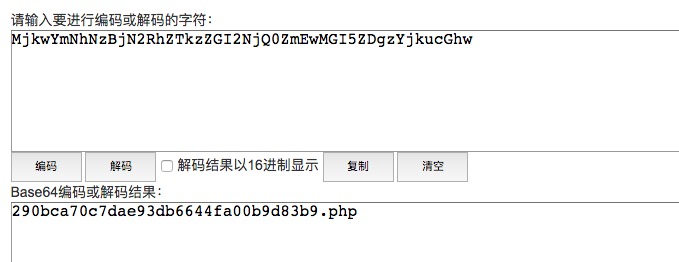 请输入要进行编码或解码的字符：
MjkwYmNhNzBjN2RhZTkzZGI2NjQ0ZmEwMGI5ZDgzYjkucGhw
编码 解码 解码结果以16进制显示 复制 清空
Base64编码或解码结果：
290bca70c7dae93db6644fa00b9d83b9.php